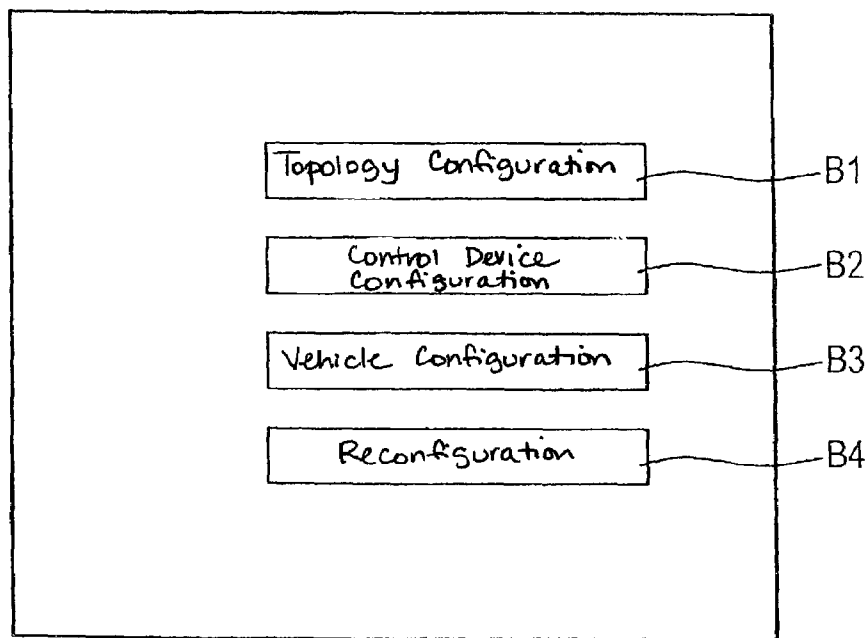 Topology Configuration
B1
Control Device
Configuration
B2
Vehicle Configuration
B3
Reconfiguration
B4